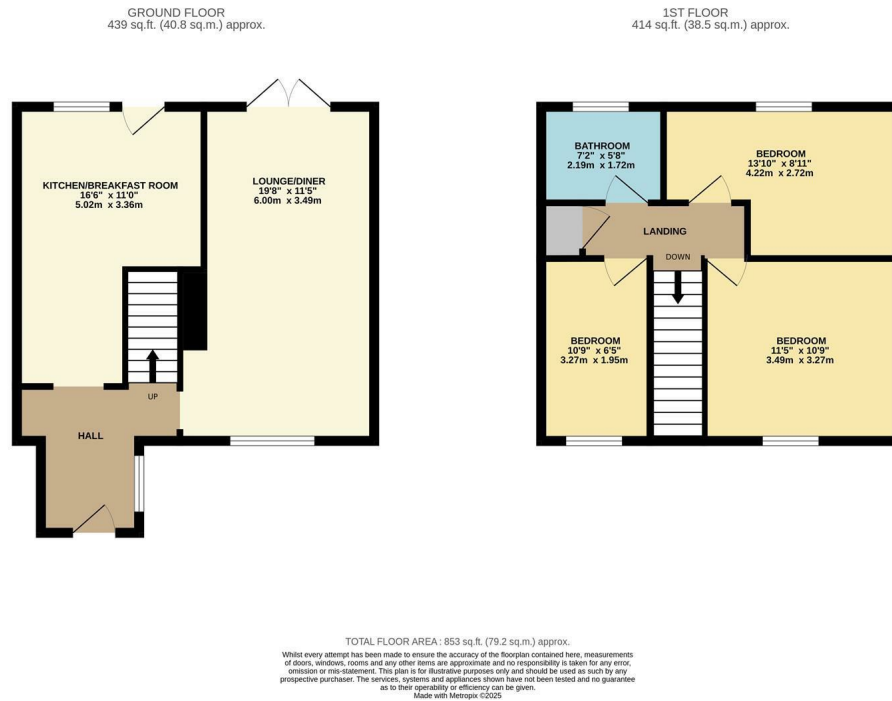 GROUND FLOOR
439 sq.ft. (40.8 sq.m.) approx.
KITCHEN/BREAKFAST ROOM
16'6" x 11'0"
5.02m x 3.36m
LOUNGE/DINER
19'8" x 11'5"
6.00m x 3.49m
UP
HALL
1ST FLOOR
414 sq.ft. (38.5 sq.m.) approx.
BATHROOM
7'2" x 5'8"
2.19m x 1.72m
BEDROOM
13'10" x 8'11"
4.22m x 2.72m
LANDING
DOWN
BEDROOM
10'9" x 6'5"
3.27m x 1.95m
BEDROOM
11'5" x 10'9"
3.49m x 3.27m
TOTAL FLOOR AREA : 853 sq.ft. (79.2 sq.m.) approx.
Whilst every attempt has been made to ensure the accuracy of the floorplan contained here, measurements
of doors, windows, rooms and any other items are approximate and no responsibility is taken for any error,
omission or mis-statement. This plan is for illustrative purposes only and should be used as such by any
prospective purchaser. The services, systems and appliances shown have not been tested and no guarantee
as to their operability or efficiency can be given.
Made with Metropix ©2025